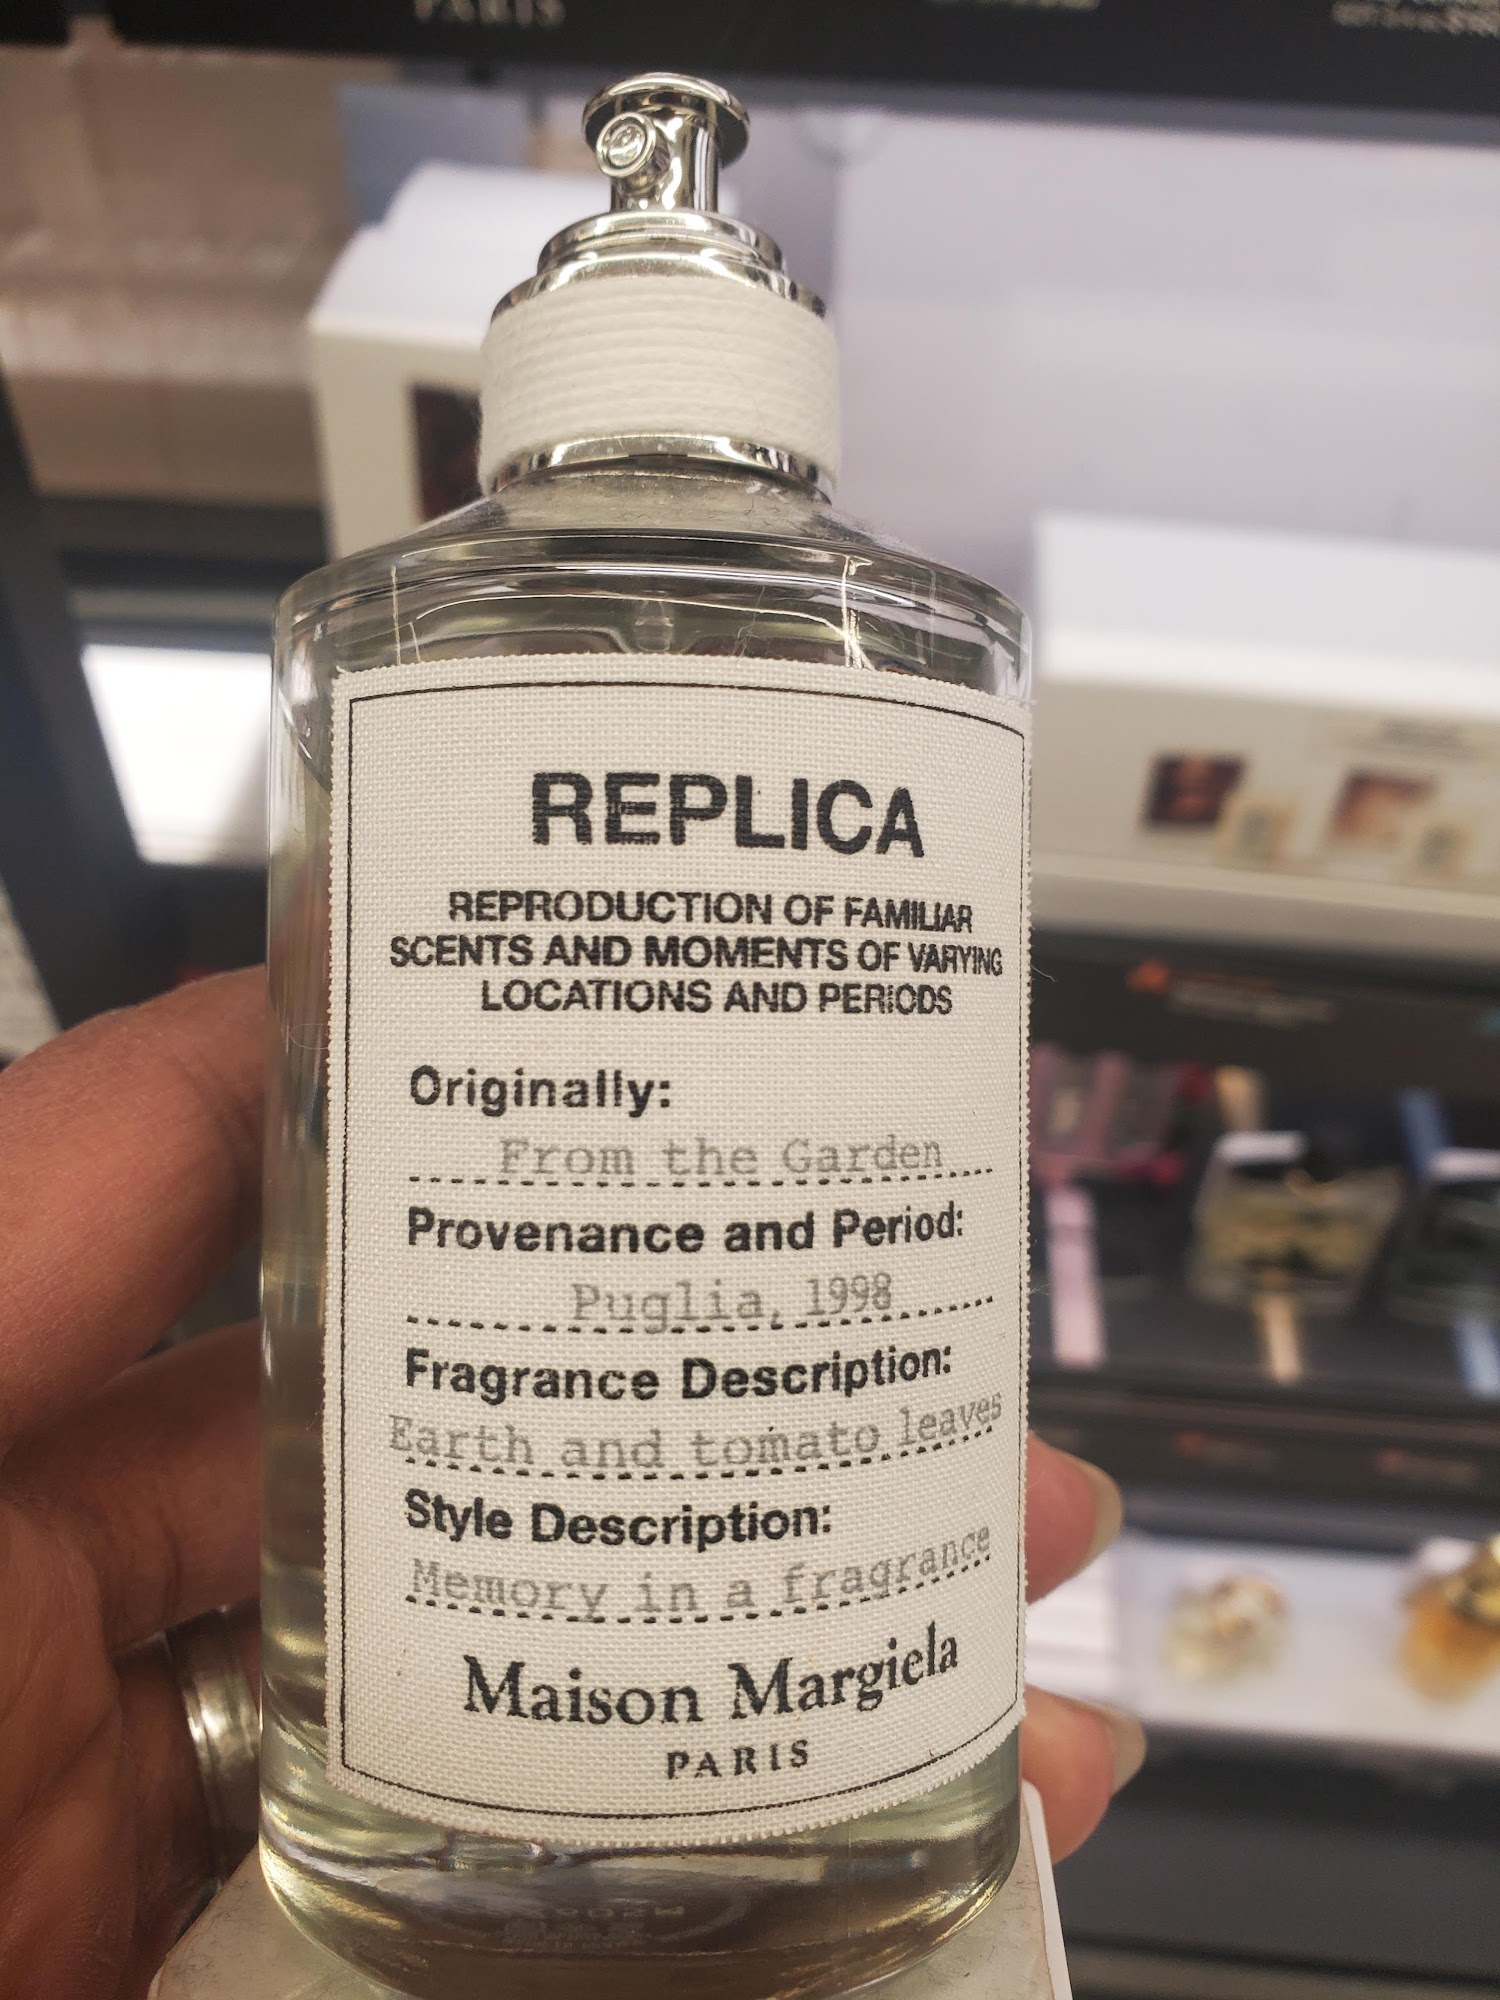 PARIS
REPLICA
REPRODUCTION OF FAMILIAR
SCENTS AND MOMENTS OF VARYING
LOCATIONS AND PERIODS
Originally:
From the Garden
Provenance and Period:
Puglia, 1998
Fragrance Description:
Earth and tomato leaves
Style Description:
Memory in a fragrance
Maison Margiela
PARIS